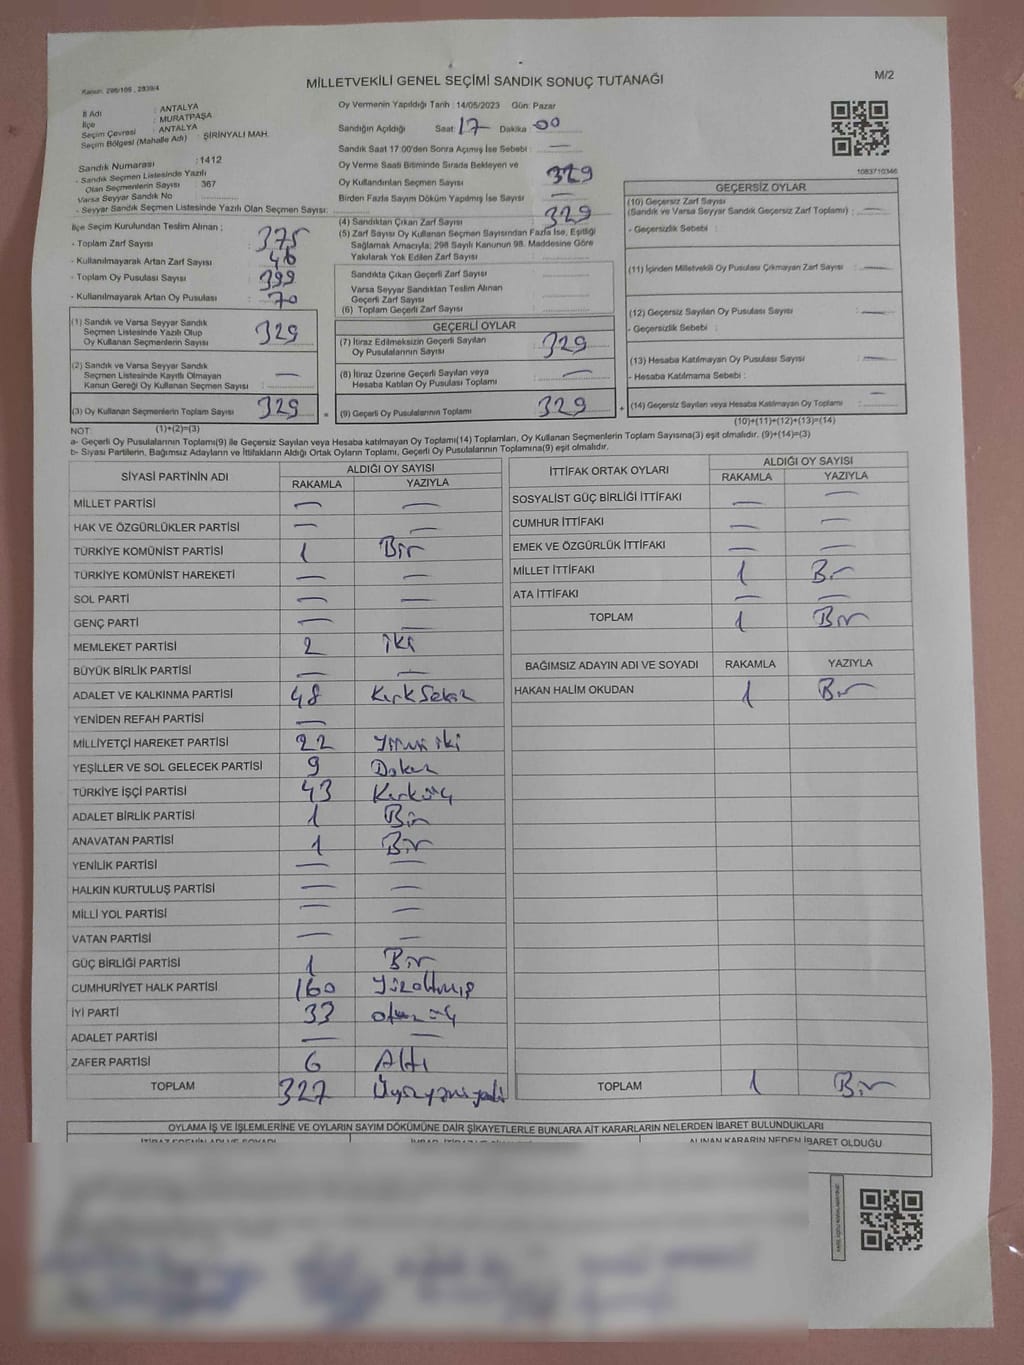 M/2
MİLLETVEKİLİ GENEL SEÇİMİ SANDIK SONUÇ TUTANAĞI
Kanun: 298/105 , 2839/4
İl Adı : ANTALYA
İlçe : MURATPAŞA
Seçim Çevresi : ANTALYA
Seçim Bölgesi (Mahalle Adı) : ŞİRİNYALI MAH.
Sandık Numarası : 1412
- Sandık Seçmen Listesinde Yazılı
Olan Seçmenlerin Sayısı : 367
Varsa Seyyar Sandık No :
- Seyyar Sandık Seçmen Listesinde Yazılı Olan Seçmen Sayısı:
Oy Vermenin Yapıldığı Tarih : 14/05/2023 Gün: Pazar
Sandığın Açıldığı Saat : 17 Dakika : 00
Sandık Saat 17:00'den Sonra Açılmış İse Sebebi : —
Oy Verme Saati Bitiminde Sırada Bekleyen ve
Oy Kullandırılan Seçmen Sayısı : 329
Birden Fazla Sayım Döküm Yapılmış İse Sayısı : —
1083710346
İlçe Seçim Kurulundan Teslim Alınan ;
- Toplam Zarf Sayısı : 375
- Kullanılmayarak Artan Zarf Sayısı : 46
- Toplam Oy Pusulası Sayısı : 399
- Kullanılmayarak Artan Oy Pusulası : 70
(4) Sandıktan Çıkan Zarf Sayısı : 329
(5) Zarf Sayısı Oy Kullanan Seçmen Sayısından Fazla İse, Eşitliği
Sağlamak Amacıyla; 298 Sayılı Kanunun 98. Maddesine Göre
Yakılarak Yok Edilen Zarf Sayısı :
Sandıkta Çıkan Geçerli Zarf Sayısı :
Varsa Seyyar Sandıktan Teslim Alınan
Geçerli Zarf Sayısı :
(6) Toplam Geçerli Zarf Sayısı :
GEÇERSİZ OYLAR
(10) Geçersiz Zarf Sayısı
(Sandık ve Varsa Seyyar Sandık Geçersiz Zarf Toplamı) : —
- Geçersizlik Sebebi :
(11) İçinden Milletvekili Oy Pusulası Çıkmayan Zarf Sayısı : —
(12) Geçersiz Sayılan Oy Pusulası Sayısı : —
- Geçersizlik Sebebi :
(13) Hesaba Katılmayan Oy Pusulası Sayısı : —
- Hesaba Katılmama Sebebi :
(14) Geçersiz Sayılan veya Hesaba Katılmayan Oy Toplamı : —
(10)+(11)+(12)+(13)=(14)
(1) Sandık ve Varsa Seyyar Sandık
Seçmen Listesinde Yazılı Olup
Oy Kullanan Seçmenlerin Sayısı : 329
(2) Sandık ve Varsa Seyyar Sandık
Seçmen Listesinde Kayıtlı Olmayan
Kanun Gereği Oy Kullanan Seçmen Sayısı : —
(3) Oy Kullanan Seçmenlerin Toplam Sayısı : 329 =
(1)+(2)=(3)
GEÇERLİ OYLAR
(7) İtiraz Edilmeksizin Geçerli Sayılan
Oy Pusulalarının Sayısı : 329
(8) İtiraz Üzerine Geçerli Sayılan veya
Hesaba Katılan Oy Pusulası Toplamı : —
(9) Geçerli Oy Pusulalarının Toplamı : 329 +
NOT:
a- Geçerli Oy Pusulalarının Toplamı(9) ile Geçersiz Sayılan veya Hesaba katılmayan Oy Toplamı(14) Toplamları, Oy Kullanan Seçmenlerin Toplam Sayısına(3) eşit olmalıdır. (9)+(14)=(3)
b- Siyasi Partilerin, Bağımsız Adayların ve İttifakların Aldığı Ortak Oyların Toplamı, Geçerli Oy Pusulalarının Toplamına(9) eşit olmalıdır.
SİYASİ PARTİNİN ADI ALDIĞI OY SAYISI
RAKAMLA YAZIYLA
MİLLET PARTİSİ — —
HAK VE ÖZGÜRLÜKLER PARTİSİ — —
TÜRKİYE KOMÜNİST PARTİSİ 1 Bir
TÜRKİYE KOMÜNİST HAREKETİ — —
SOL PARTİ — —
GENÇ PARTİ — —
MEMLEKET PARTİSİ 2 iki
BÜYÜK BİRLİK PARTİSİ — —
ADALET VE KALKINMA PARTİSİ 48 Kırk Sekiz
YENİDEN REFAH PARTİSİ —
MİLLİYETÇİ HAREKET PARTİSİ 22 Yirmi iki
YEŞİLLER VE SOL GELECEK PARTİSİ 9 Dokuz
TÜRKİYE İŞÇİ PARTİSİ 43 Kırk üç
ADALET BİRLİK PARTİSİ 1 Bir
ANAVATAN PARTİSİ 1 Bir
YENİLİK PARTİSİ — —
HALKIN KURTULUŞ PARTİSİ — —
MİLLİ YOL PARTİSİ — —
VATAN PARTİSİ — —
GÜÇ BİRLİĞİ PARTİSİ 1 Bir
CUMHURİYET HALK PARTİSİ 160 Yüzaltmış
İYİ PARTİ 33 otuz üç
ADALET PARTİSİ — —
ZAFER PARTİSİ 6 Altı
TOPLAM 327 Üçyüzyirmiyedi
İTTİFAK ORTAK OYLARI ALDIĞI OY SAYISI
RAKAMLA YAZIYLA
SOSYALİST GÜÇ BİRLİĞİ İTTİFAKI — —
CUMHUR İTTİFAKI — —
EMEK VE ÖZGÜRLÜK İTTİFAKI — —
MİLLET İTTİFAKI 1 Bir
ATA İTTİFAKI — —
TOPLAM 1 Bir
BAĞIMSIZ ADAYIN ADI VE SOYADI RAKAMLA YAZIYLA
HAKAN HALİM OKUDAN 1 Bir
TOPLAM 1 Bir
OYLAMA İŞ VE İŞLEMLERİNE VE OYLARIN SAYIM DÖKÜMÜNE DAİR ŞİKAYETLERLE BUNLARA AİT KARARLARIN NELERDEN İBARET BULUNDUKLARI
İTİRAZ EDENİN ADI VE SOYADI
ALINAN KARARIN NEDEN İBARET OLDUĞU